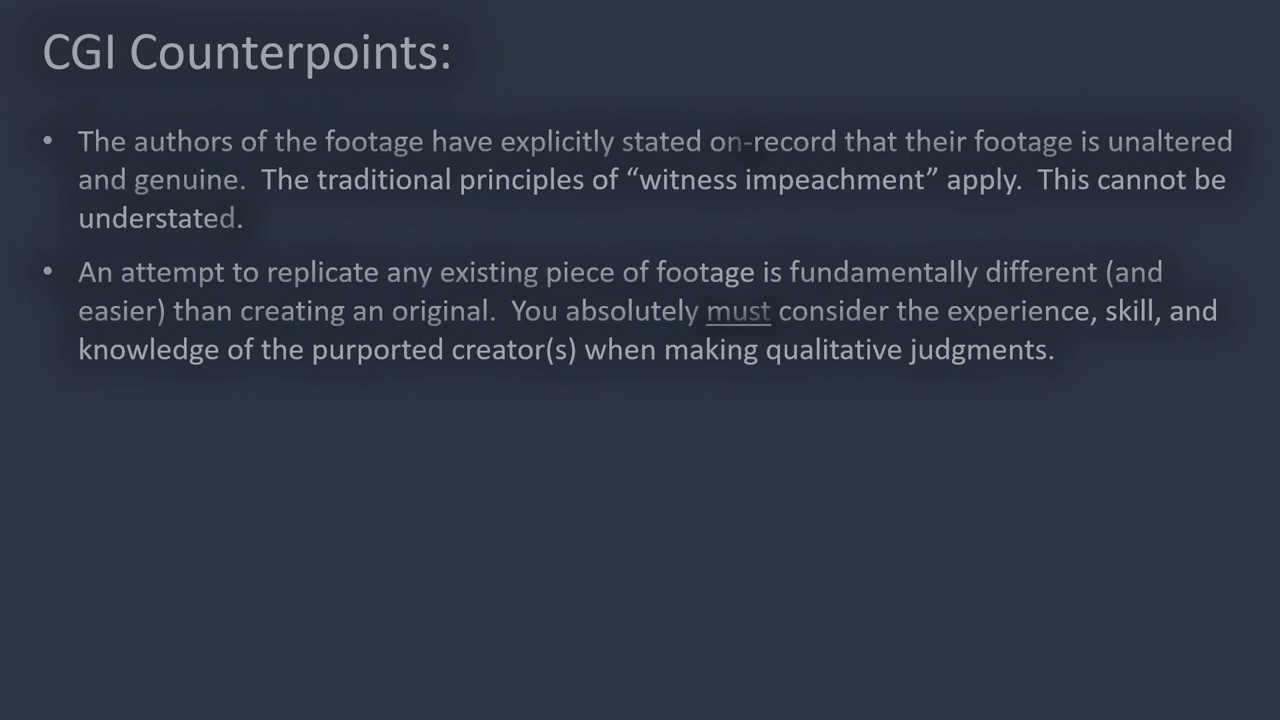 CGI Counterpoints:
• The authors of the footage have explicitly stated on-record that their footage is unaltered
and genuine.  The traditional principles of “witness impeachment” apply.  This cannot be
understated.
• An attempt to replicate any existing piece of footage is fundamentally different (and
easier) than creating an original.  You absolutely must consider the experience, skill, and
knowledge of the purported creator(s) when making qualitative judgments.